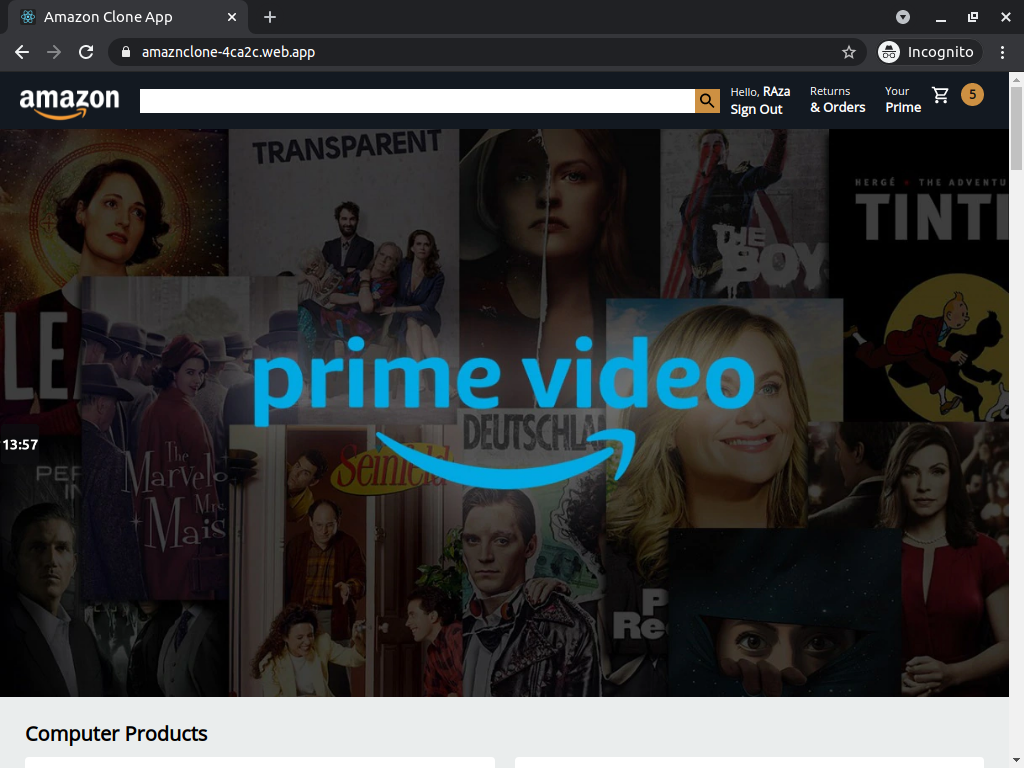 Amazon Clone App
amaznclone-4ca2c.web.app
Incognito
amazon
Hello, RAza
Sign Out
Returns
& Orders
Your
Prime
5
TRANSPARENT
THE
BOY
HERGÉ ★ THE ADVENTU
TINTI
LE
prime video
DEUTSCHLA
13:57
The
Marvelo
Mrs.
Mais
Seinfeld
PER
IN
P
Re
Computer Products